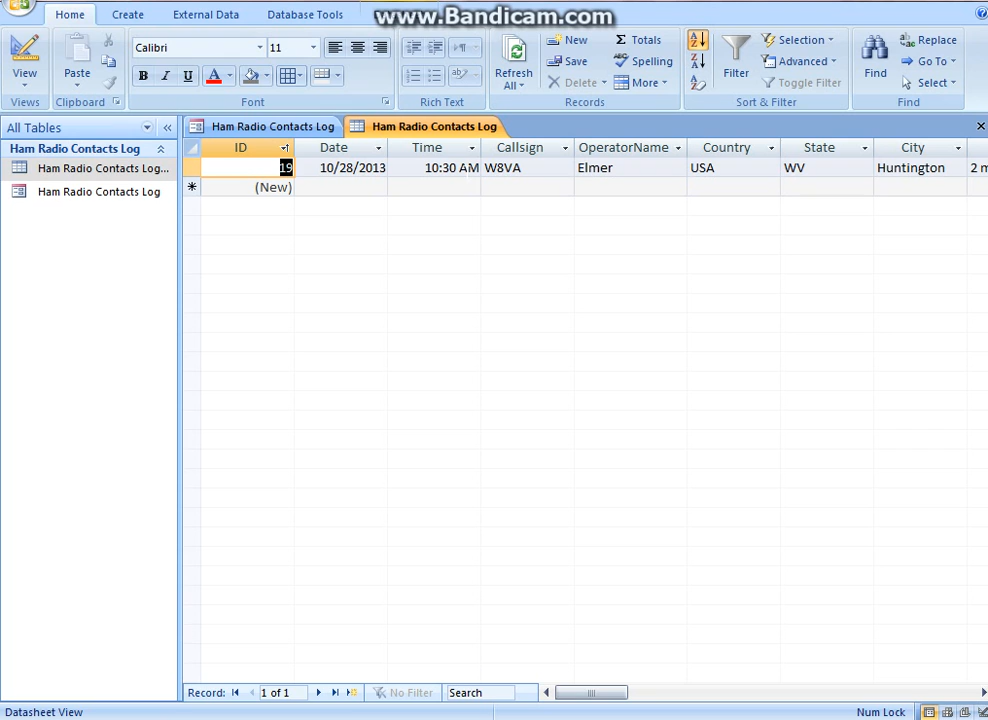 www.Bandicam.com
Home Create External Data Database Tools
View
Views
Paste
Clipboard
Calibri 11
B I U A
Font
Rich Text
Refresh All
New
Save
Delete
Totals
Spelling
More
Records
Filter
Selection
Advanced
Toggle Filter
Sort & Filter
Find
Replace
Go To
Select
Find
All Tables
Ham Radio Contacts Log
Ham Radio Contacts Log...
Ham Radio Contacts Log
Ham Radio Contacts Log Ham Radio Contacts Log
ID Date Time Callsign OperatorName Country State City
19 10/28/2013 10:30 AM W8VA Elmer USA WV Huntington 2 m
(New)
Record: 1 of 1 No Filter Search
Datasheet View Num Lock